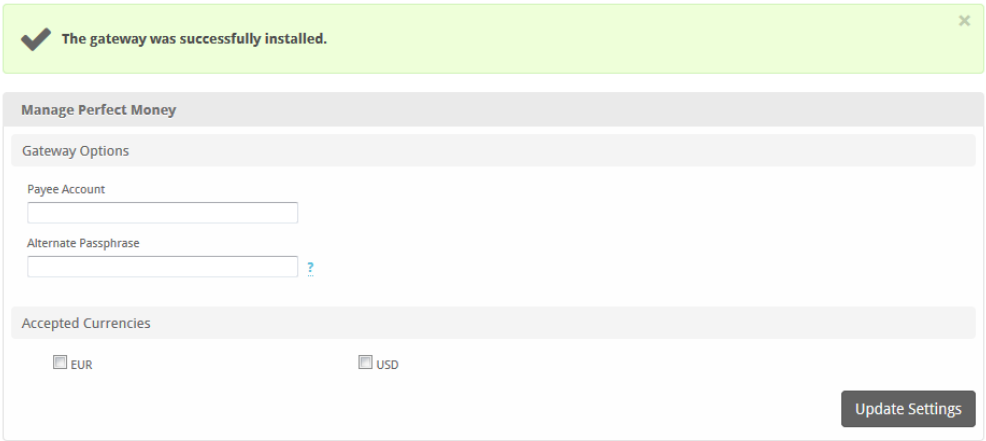 The gateway was successfully installed.
×
Manage Perfect Money
Gateway Options
Payee Account
Alternate Passphrase
?
Accepted Currencies
EUR USD
Update Settings